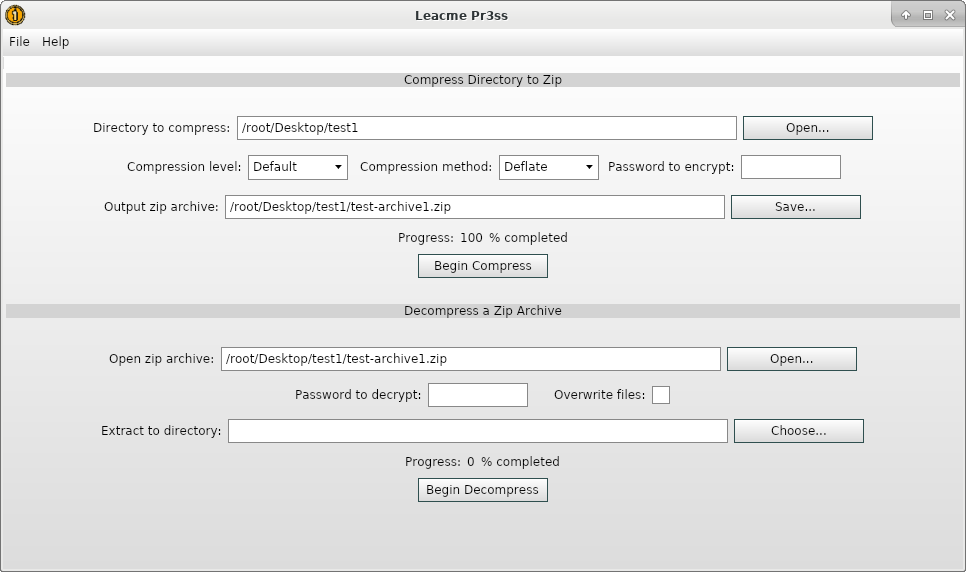 Leacme Pr3ss
File Help
Compress Directory to Zip
Directory to compress: /root/Desktop/test1 Open...
Compression level: Default Compression method: Deflate Password to encrypt:
Output zip archive: /root/Desktop/test1/test-archive1.zip Save...
Progress: 100 % completed
Begin Compress
Decompress a Zip Archive
Open zip archive: /root/Desktop/test1/test-archive1.zip Open...
Password to decrypt: Overwrite files:
Extract to directory: Choose...
Progress: 0 % completed
Begin Decompress